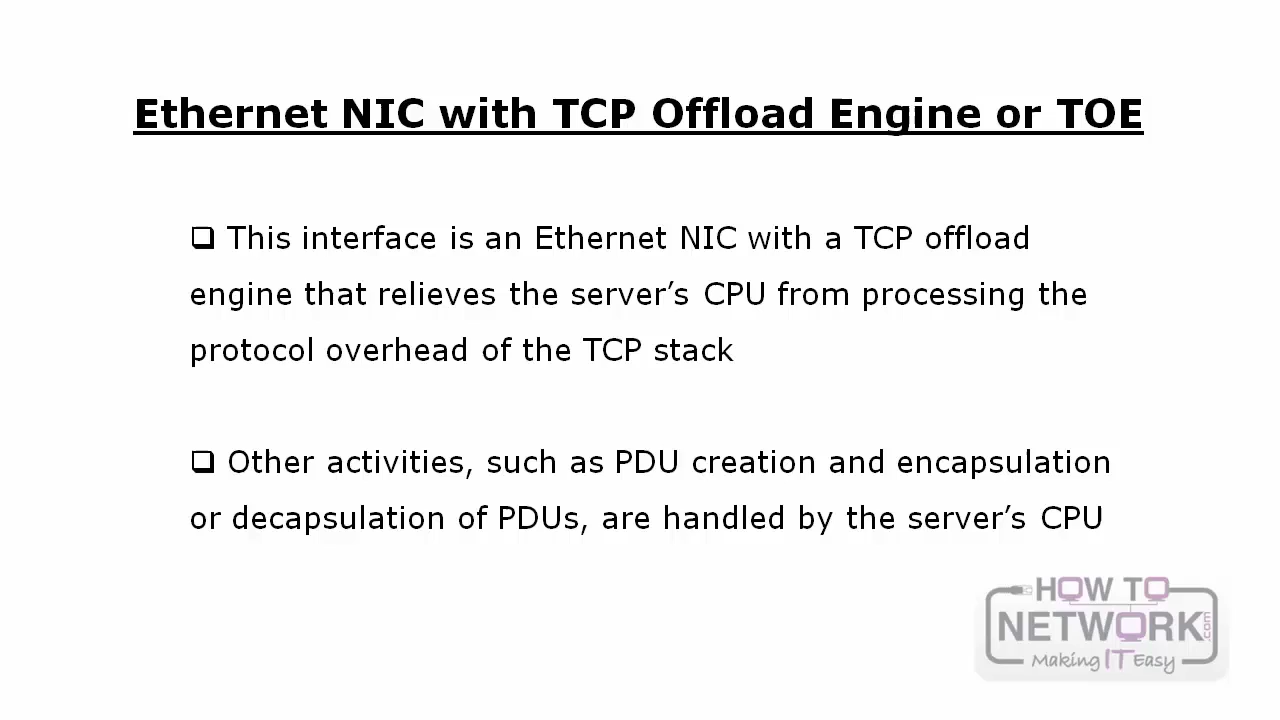 Ethernet NIC with TCP Offload Engine or TOE
❑ This interface is an Ethernet NIC with a TCP offload
engine that relieves the server’s CPU from processing the
protocol overhead of the TCP stack
❑ Other activities, such as PDU creation and encapsulation
or decapsulation of PDUs, are handled by the server’s CPU
HOW TO
NETWORK.com
Making IT Easy